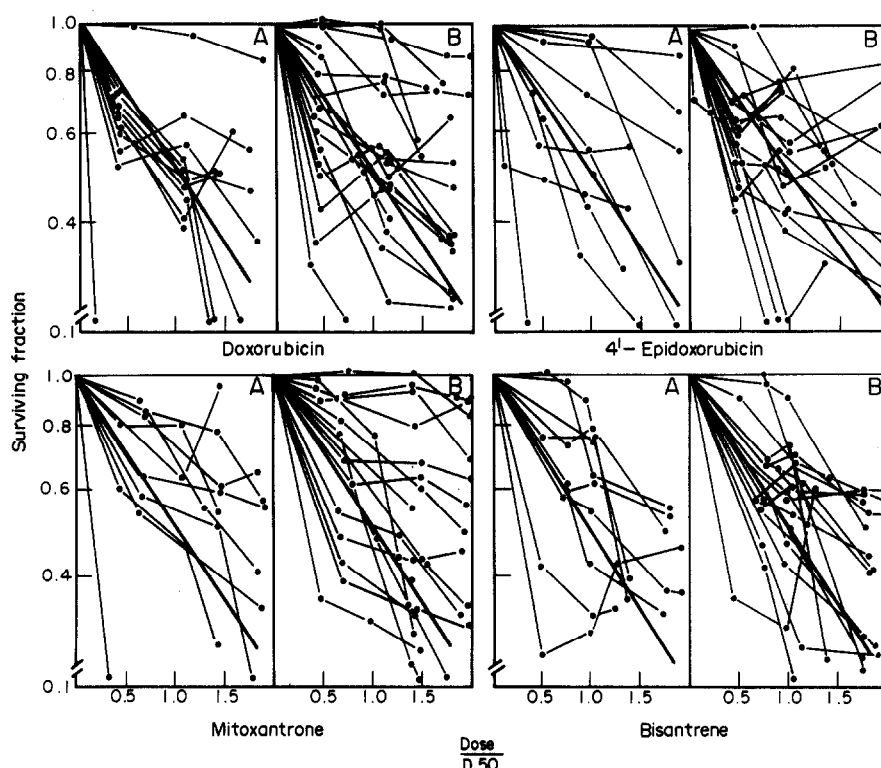 1.0
0.8
0.6
0.4
0.1
A
B
A
B
Doxorubicin
4'-Epidoxorubicin
Surviving fraction
1.0
0.8
0.6
0.4
0.1
A
B
A
B
0.5 1.0 1.5 0.5 1.0 1.5
0.5 1.0 1.5 0.5 1.0 1.5
Mitoxantrone
Bisantrene
Dose
D 50